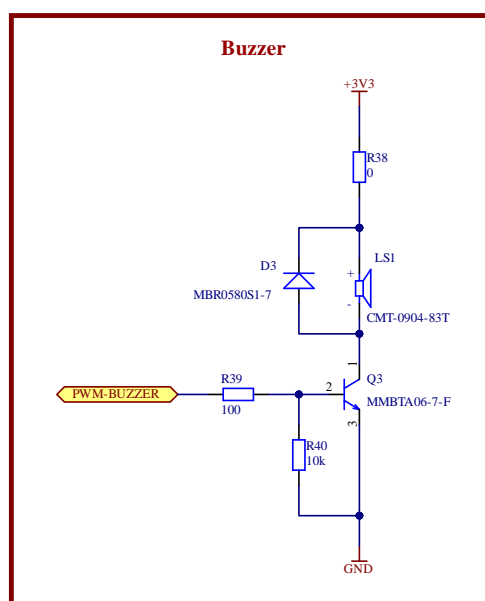 Buzzer
+3V3
R38
0
D3
MBR0580S1-7
LS1
+
-
CMT-0904-83T
1
Q3
2
MMBTA06-7-F
3
PWM-BUZZER
R39
100
R40
10k
GND